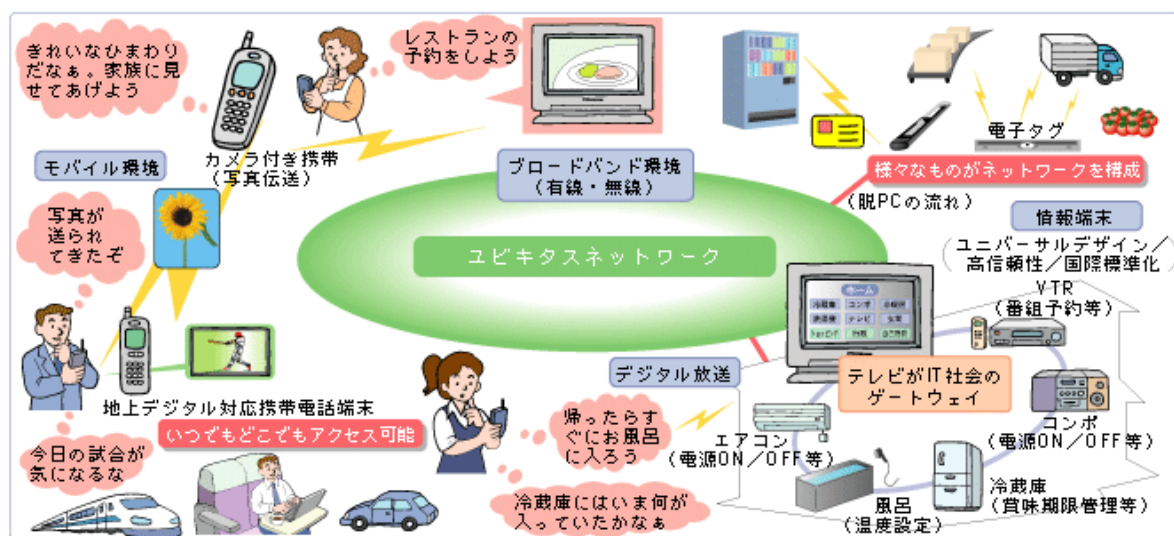 きれいなひまわり
だなぁ。家族に見
せてあげよう
カメラ付き携帯
(写真伝送)
レストランの
予約をしよう
モバイル環境
ブロードバンド環境
(有線・無線)
電子タグ
様々なものがネットワークを構成
(脱PCの流れ)
情報端末
ユニバーサルデザイン/
高信頼性/国際標準化
写真が
送られ
てきたぞ
ユビキタスネットワーク
ホーム
冷蔵庫 コンポ
テレビ
VTR
(番組予約等)
デジタル放送
テレビがIT社会の
ゲートウェイ
地上デジタル対応携帯電話端末
いつでもどこでもアクセス可能
今日の試合が
気になるな
帰ったらす
ぐにお風呂
に入ろう
冷蔵庫にはいま何が
入っていたかなぁ
エアコン
(電源ON/OFF等)
コンポ
(電源ON/OFF等)
風呂
(温度設定)
冷蔵庫
(賞味期限管理等)